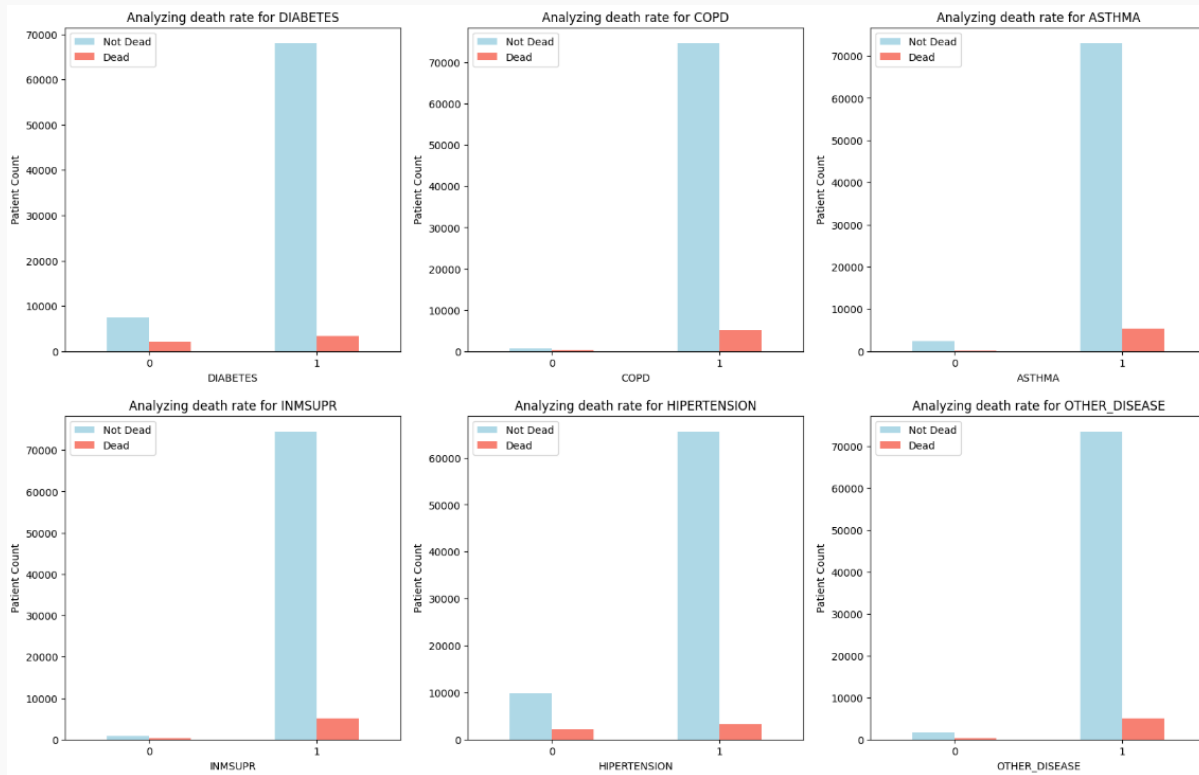 Analyzing death rate for DIABETES
Not Dead
Dead
70000
60000
50000
40000
30000
20000
10000
0
Patient Count
0 1
DIABETES
Analyzing death rate for COPD
Not Dead
Dead
70000
60000
50000
40000
30000
20000
10000
0
Patient Count
0 1
COPD
Analyzing death rate for ASTHMA
Not Dead
Dead
70000
60000
50000
40000
30000
20000
10000
0
Patient Count
0 1
ASTHMA
Analyzing death rate for INMSUPR
Not Dead
Dead
70000
60000
50000
40000
30000
20000
10000
0
Patient Count
0 1
INMSUPR
Analyzing death rate for HIPERTENSION
Not Dead
Dead
60000
50000
40000
30000
20000
10000
0
Patient Count
0 1
HIPERTENSION
Analyzing death rate for OTHER_DISEASE
Not Dead
Dead
70000
60000
50000
40000
30000
20000
10000
0
Patient Count
0 1
OTHER_DISEASE